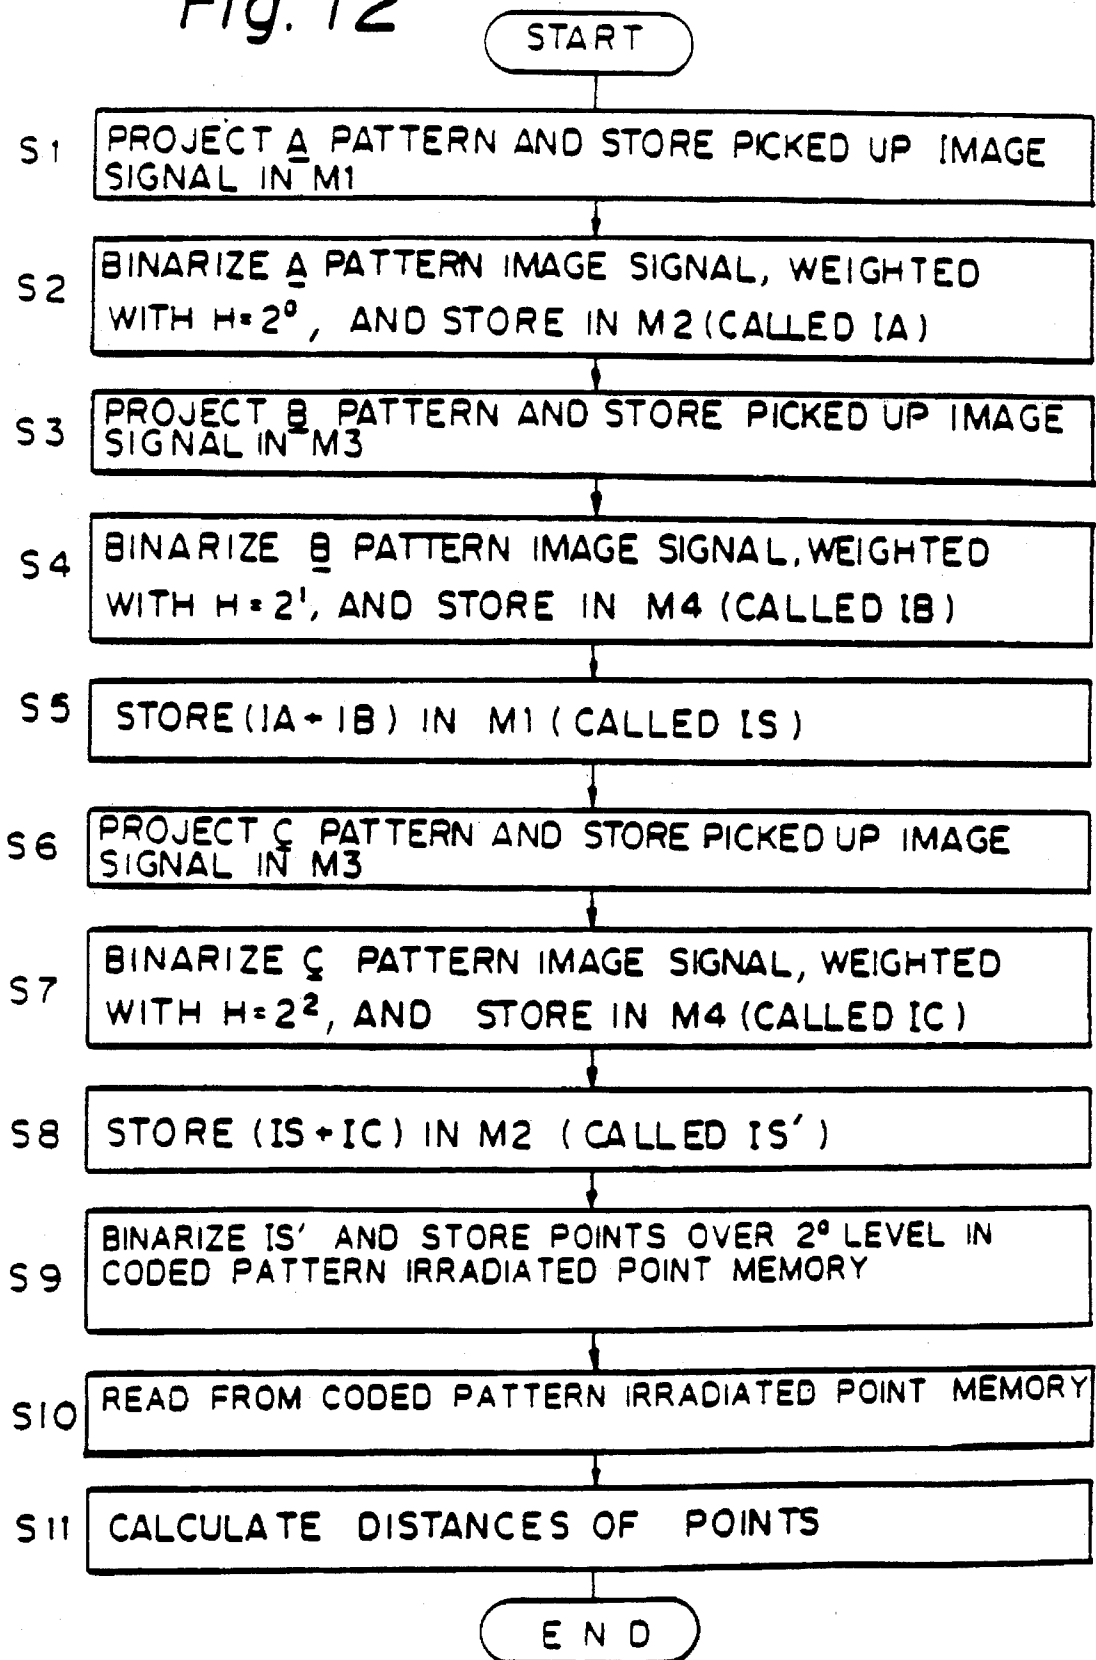 Fig. 12
START
S1
PROJECT A PATTERN AND STORE PICKED UP IMAGE
SIGNAL IN M1
S2
BINARIZE A PATTERN IMAGE SIGNAL, WEIGHTED
WITH H=2⁰, AND STORE IN M2 (CALLED IA)
S3
PROJECT B PATTERN AND STORE PICKED UP IMAGE
SIGNAL IN M3
S4
BINARIZE B PATTERN IMAGE SIGNAL, WEIGHTED
WITH H=2¹, AND STORE IN M4 (CALLED IB)
S5
STORE (IA+IB) IN M1 (CALLED IS)
S6
PROJECT C PATTERN AND STORE PICKED UP IMAGE
SIGNAL IN M3
S7
BINARIZE C PATTERN IMAGE SIGNAL, WEIGHTED
WITH H=2², AND STORE IN M4 (CALLED IC)
S8
STORE (IS+IC) IN M2 (CALLED IS′)
S9
BINARIZE IS′ AND STORE POINTS OVER 2⁰ LEVEL IN
CODED PATTERN IRRADIATED POINT MEMORY
S10
READ FROM CODED PATTERN IRRADIATED POINT MEMORY
S11
CALCULATE DISTANCES OF POINTS
END